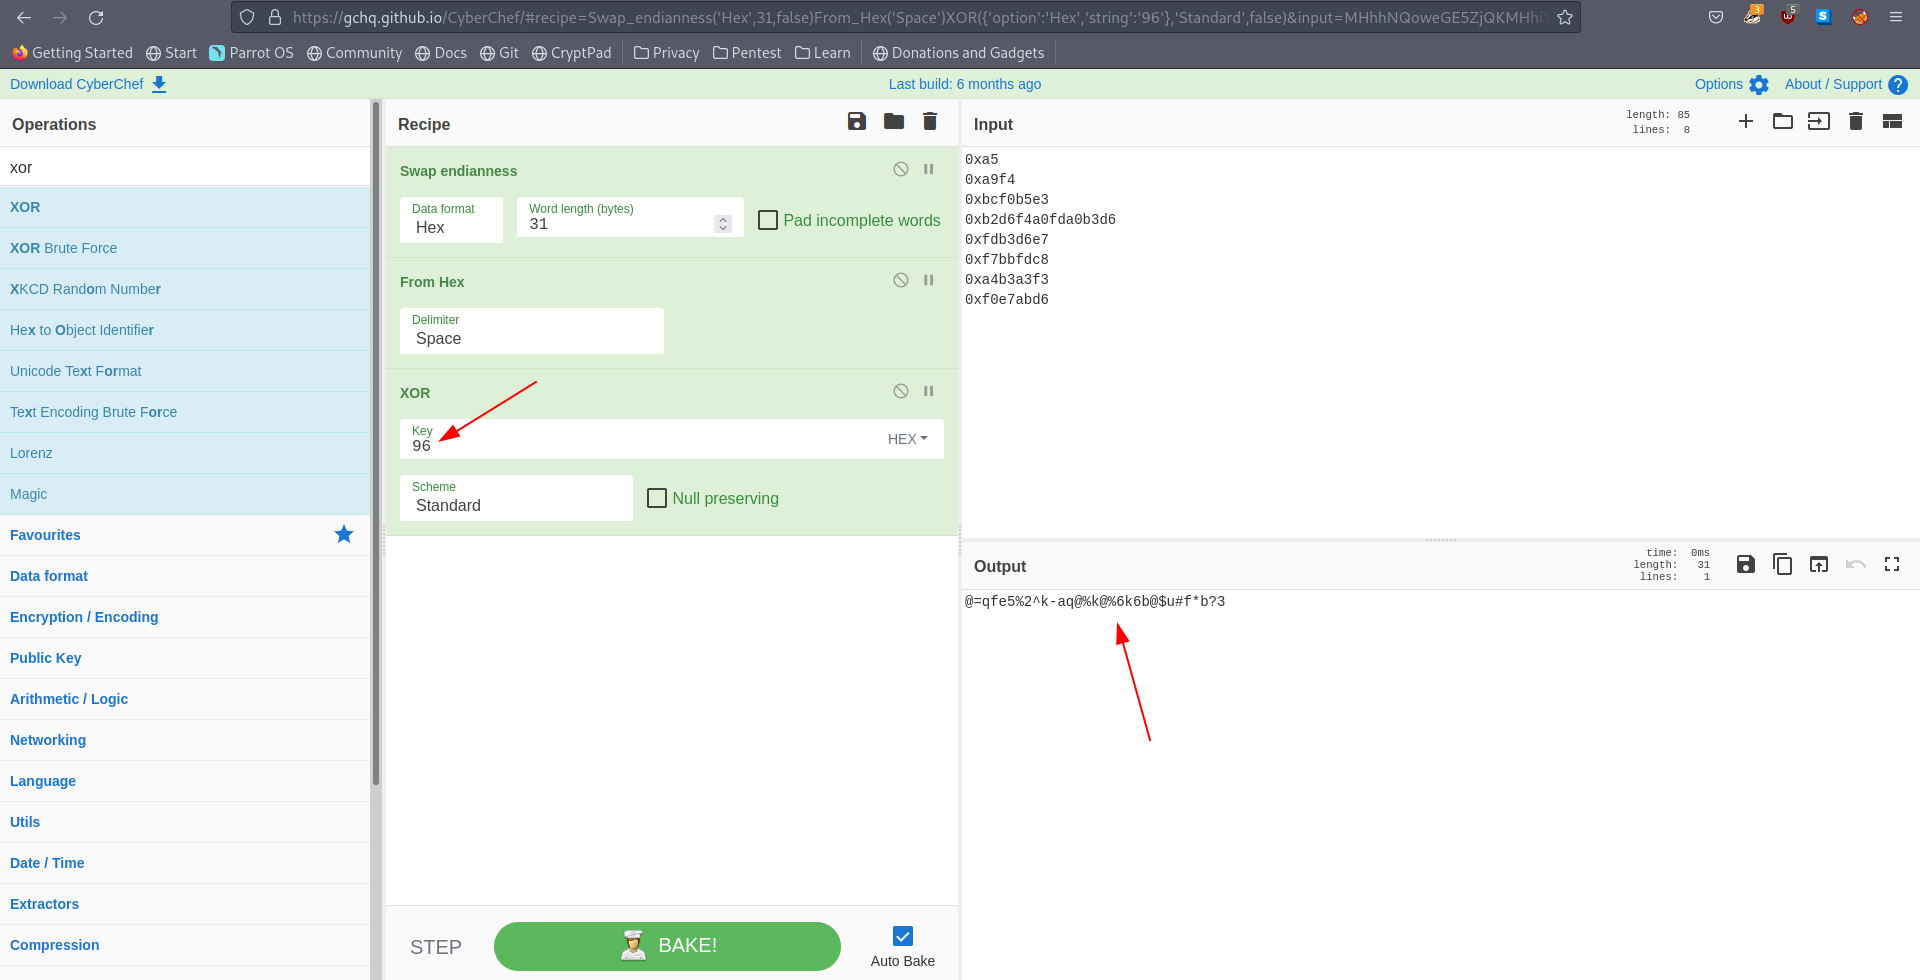 https://gchq.github.io/CyberChef/#recipe=Swap_endianness('Hex',31,false)From_Hex('Space')XOR({'option':'Hex','string':'96'},'Standard',false)&input=MHhhNQoweGE5ZjQKMHhi
3
5
S
Getting Started Start Parrot OS Community Docs Git CryptPad Privacy Pentest Learn Donations and Gadgets
Download CyberChef Last build: 6 months ago Options About / Support
Operations
xor
XOR
XOR Brute Force
XKCD Random Number
Hex to Object Identifier
Unicode Text Format
Text Encoding Brute Force
Lorenz
Magic
Favourites
Data format
Encryption / Encoding
Public Key
Arithmetic / Logic
Networking
Language
Utils
Date / Time
Extractors
Compression
Recipe
Swap endianness
Data format
Hex
Word length (bytes)
31
Pad incomplete words
From Hex
Delimiter
Space
XOR
Key
96
HEX
Scheme
Standard
Null preserving
STEP
BAKE!
Auto Bake
Input
length: 85
lines: 8
0xa5
0xa9f4
0xbcf0b5e3
0xb2d6f4a0fda0b3d6
0xfdb3d6e7
0xf7bbfdc8
0xa4b3a3f3
0xf0e7abd6
Output
time: 0ms
length: 31
lines: 1
@=qfe5%2^k-aq@%k@%6k6b@$u#f*b?3